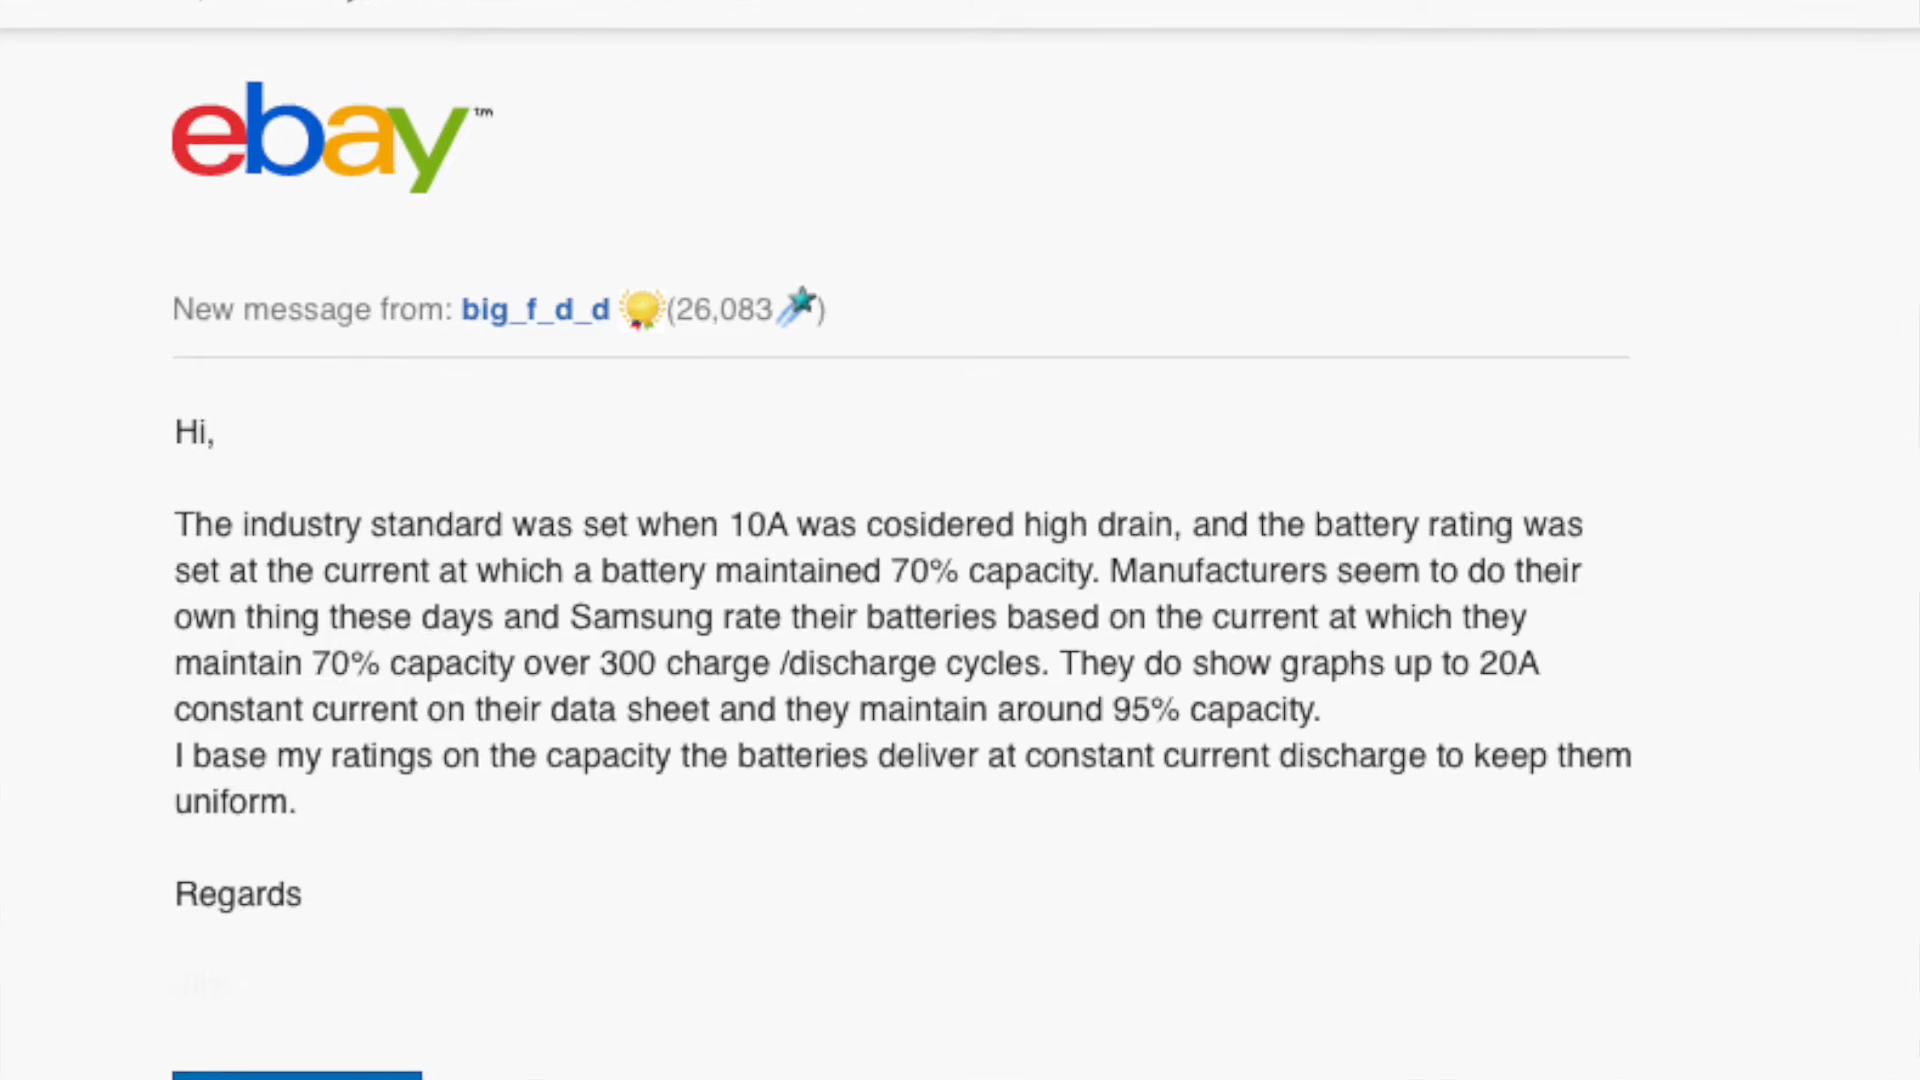 ebay™
New message from: big_f_d_d (26,083)
Hi,
The industry standard was set when 10A was cosidered high drain, and the battery rating was
set at the current at which a battery maintained 70% capacity. Manufacturers seem to do their
own thing these days and Samsung rate their batteries based on the current at which they
maintain 70% capacity over 300 charge /discharge cycles. They do show graphs up to 20A
constant current on their data sheet and they maintain around 95% capacity.
I base my ratings on the capacity the batteries deliver at constant current discharge to keep them
uniform.
Regards